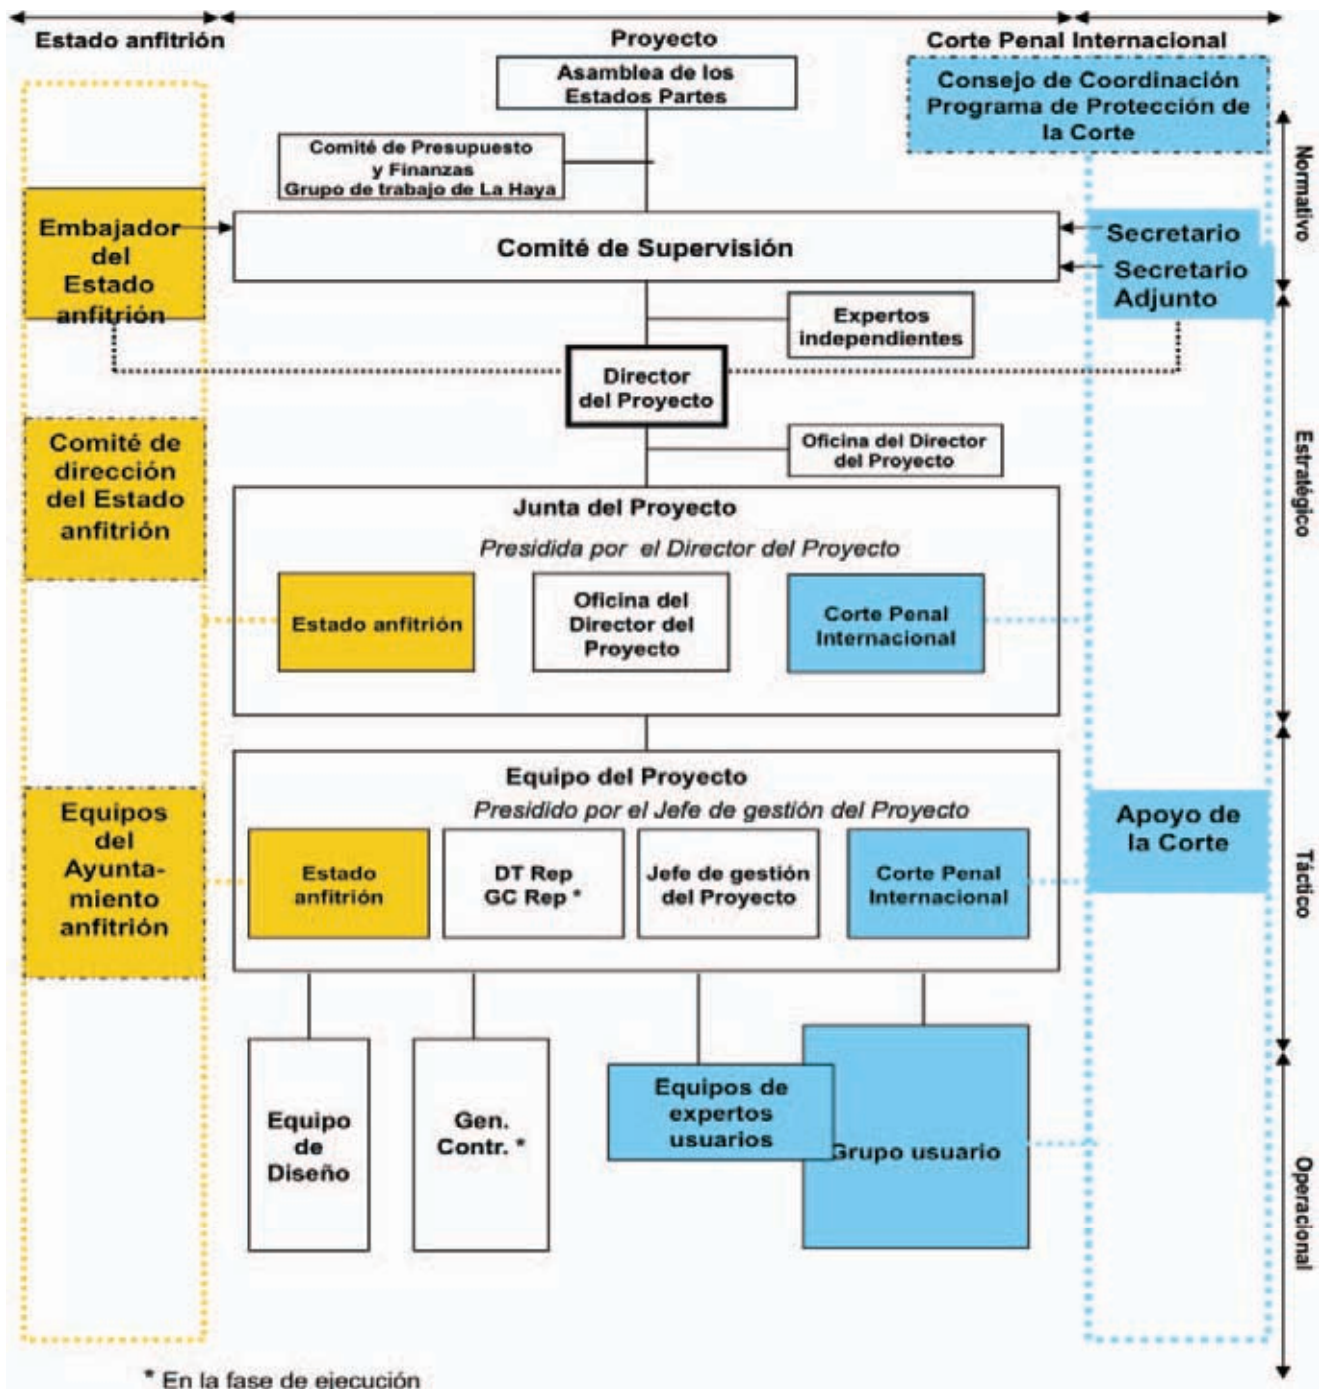 Estado anfitrión
Proyecto
Corte Penal Internacional
Asamblea de los
Estados Partes
Consejo de Coordinación
Programa de Protección de
la Corte
Comité de Presupuesto
y Finanzas
Grupo de trabajo de La Haya
Normativo
Embajador
del
Estado
anfitrión
Comité de Supervisión
Secretario
Secretario
Adjunto
Expertos
independientes
Director
del Proyecto
Oficina del Director
del Proyecto
Estratégico
Comité de
dirección
del Estado
anfitrión
Junta del Proyecto
Presidida por el Director del Proyecto
Estado anfitrión
Oficina del
Director del
Proyecto
Corte Penal
Internacional
Equipo del Proyecto
Presidido por el Jefe de gestión del Proyecto
Equipos
del
Ayunta-
miento
anfitrión
Estado
anfitrión
DT Rep
GC Rep *
Jefe de gestión
del Proyecto
Corte Penal
Internacional
Apoyo de
la Corte
Táctico
Equipo
de
Diseño
Gen.
Contr. *
Equipos de
expertos
usuarios
Grupo usuario
Operacional
* En la fase de ejecución